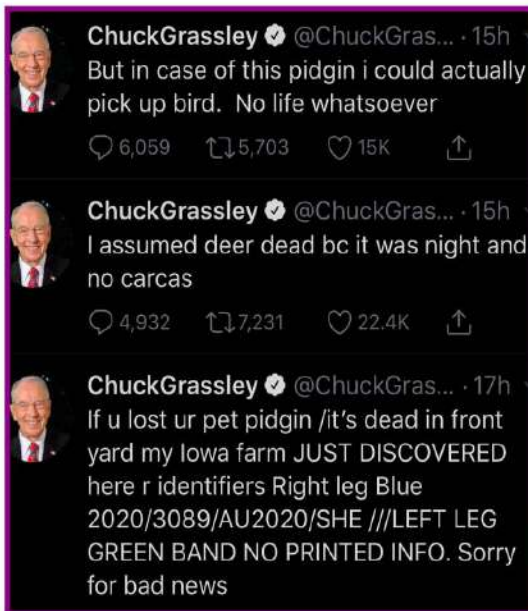 ChuckGrassley @ChuckGras... · 15h
But in case of this pidgin i could actually
pick up bird. No life whatsoever
6,059 5,703 15K
ChuckGrassley @ChuckGras... · 15h
I assumed deer dead bc it was night and
no carcas
4,932 7,231 22.4K
ChuckGrassley @ChuckGras... · 17h
If u lost ur pet pidgin /it's dead in front
yard my Iowa farm JUST DISCOVERED
here r identifiers Right leg Blue
2020/3089/AU2020/SHE ///LEFT LEG
GREEN BAND NO PRINTED INFO. Sorry
for bad news